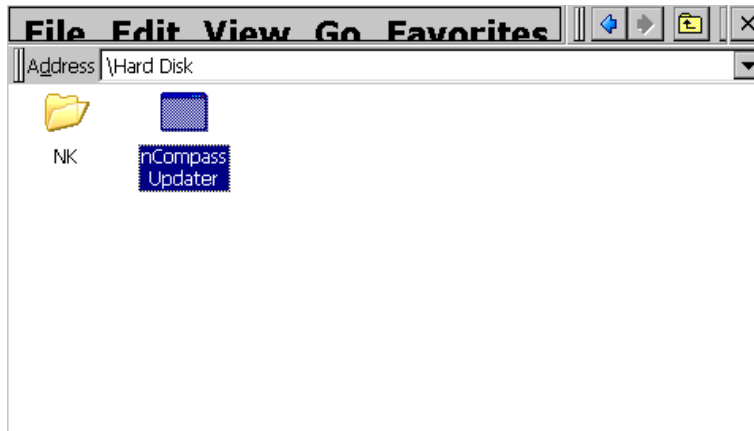 File Edit View Go Favorites
Address \Hard Disk
NK
nCompass
Updater